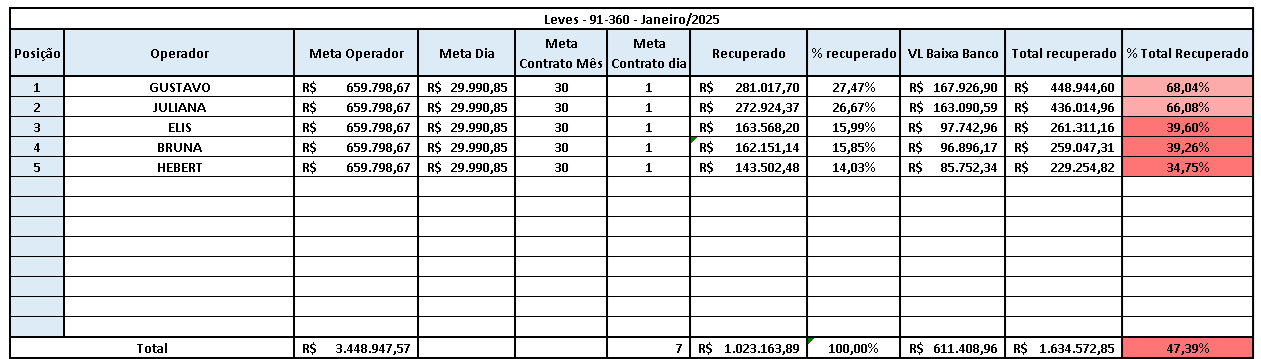 Leves - 91-360 - Janeiro/2025
Posição Operador Meta Operador Meta Dia Meta Contrato Mês Meta Contrato dia Recuperado % recuperado VL Baixa Banco Total recuperado % Total Recuperado
1 GUSTAVO R$ 659.798,67 R$ 29.990,85 30 1 R$ 281.017,70 27,47% R$ 167.926,90 R$ 448.944,60 68,04%
2 JULIANA R$ 659.798,67 R$ 29.990,85 30 1 R$ 272.924,37 26,67% R$ 163.090,59 R$ 436.014,96 66,08%
3 ELIS R$ 659.798,67 R$ 29.990,85 30 1 R$ 163.568,20 15,99% R$ 97.742,96 R$ 261.311,16 39,60%
4 BRUNA R$ 659.798,67 R$ 29.990,85 30 1 R$ 162.151,14 15,85% R$ 96.896,17 R$ 259.047,31 39,26%
5 HEBERT R$ 659.798,67 R$ 29.990,85 30 1 R$ 143.502,48 14,03% R$ 85.752,34 R$ 229.254,82 34,75%
Total R$ 3.448.947,57 7 R$ 1.023.163,89 100,00% R$ 611.408,96 R$ 1.634.572,85 47,39%